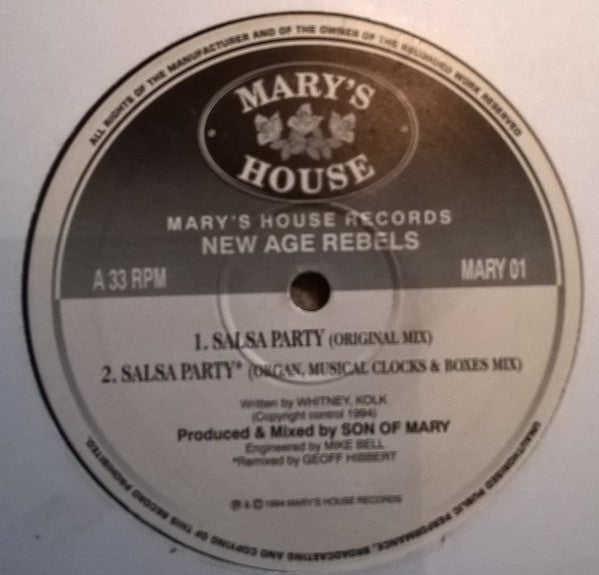 ALL RIGHTS OF THE MANUFACTURER AND OF THE OWNER OF THE RECORDED WORK RESERVED
MARY'S
HOUSE
MARY'S HOUSE RECORDS
NEW AGE REBELS
A 33 RPM
MARY 01
1. SALSA PARTY (ORIGINAL MIX)
2. SALSA PARTY* (ORGAN, MUSICAL CLOCKS & BOXES MIX)
Written by WHITNEY, KOLK
(Copyright control 1994)
Produced & Mixed by SON OF MARY
Engineered by MIKE BELL
*Remixed by GEOFF HIBBERT
℗ & © 1994 MARY'S HOUSE RECORDS
UNAUTHORISED PUBLIC PERFORMANCE, BROADCASTING AND COPYING OF THIS RECORD PROHIBITED.